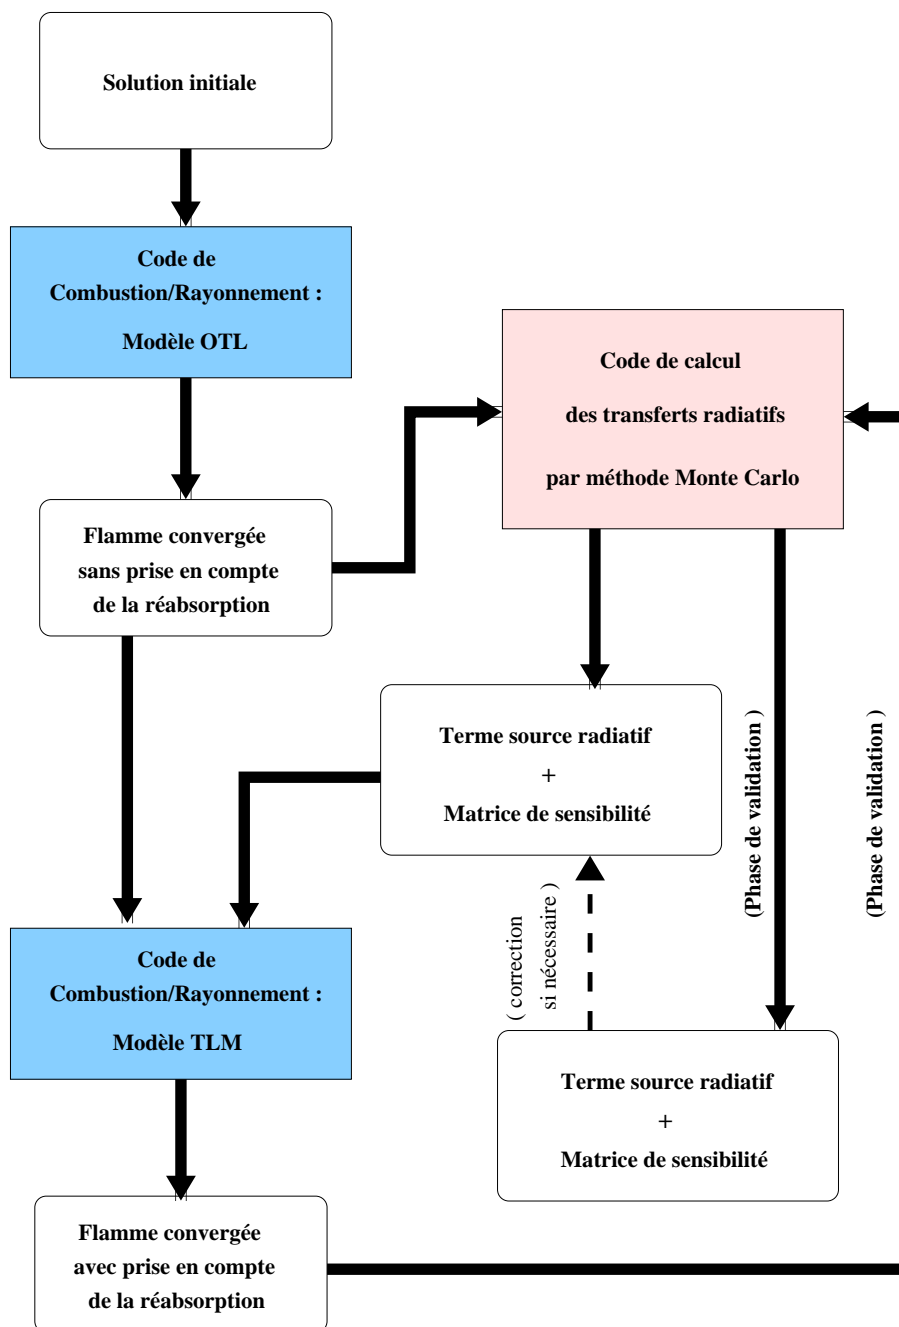 Solution initiale
Code de
Combustion/Rayonnement :
Modèle OTL
Code de calcul
des transferts radiatifs
par méthode Monte Carlo
Flamme convergée
sans prise en compte
de la réabsorption
Terme source radiatif
+
Matrice de sensibilité
(Phase de validation )
(Phase de validation )
( correction
si nécessaire )
Code de
Combustion/Rayonnement :
Modèle TLM
Terme source radiatif
+
Matrice de sensibilité
Flamme convergée
avec prise en compte
de la réabsorption